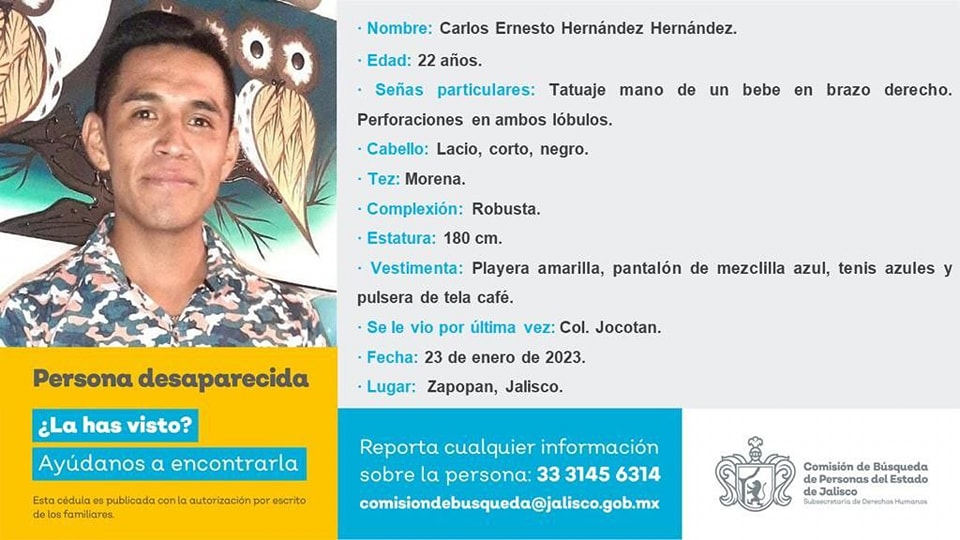 · Nombre: Carlos Ernesto Hernández Hernández.
· Edad: 22 años.
· Señas particulares: Tatuaje mano de un bebe en brazo derecho.
Perforaciones en ambos lóbulos.
· Cabello: Lacio, corto, negro.
· Tez: Morena.
· Complexión: Robusta.
· Estatura: 180 cm.
· Vestimenta: Playera amarilla, pantalón de mezclilla azul, tenis azules y
pulsera de tela café.
· Se le vio por última vez: Col. Jocotan.
· Fecha: 23 de enero de 2023.
· Lugar: Zapopan, Jalisco.
Persona desaparecida
¿La has visto?
Ayúdanos a encontrarla
Esta cédula es publicada con la autorización por escrito
de los familiares.
Reporta cualquier información
sobre la persona: 33 3145 6314
comisiondebusqueda@jalisco.gob.mx
Comisión de Búsqueda
de Personas del Estado
de Jalisco
Subsecretaría de Derechos Humanos